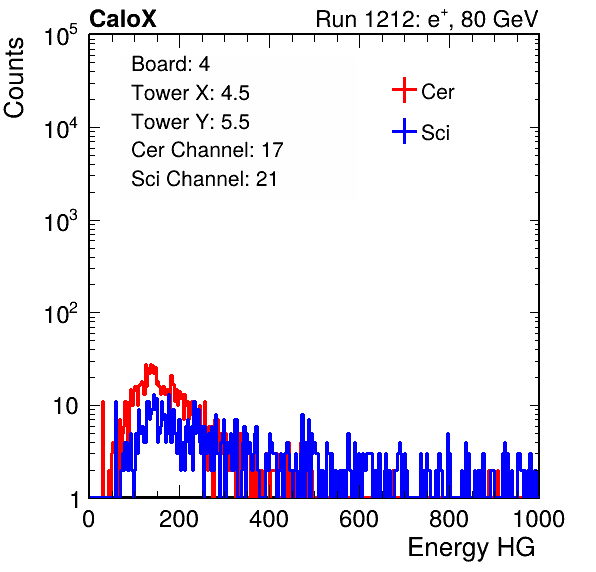 CaloX Run 1212: e⁺, 80 GeV
Counts
10⁵
10⁴
10³
10²
10
1
Board: 4
Tower X: 4.5
Tower Y: 5.5
Cer Channel: 17
Sci Channel: 21
Cer
Sci
0 200 400 600 800 1000
Energy HG